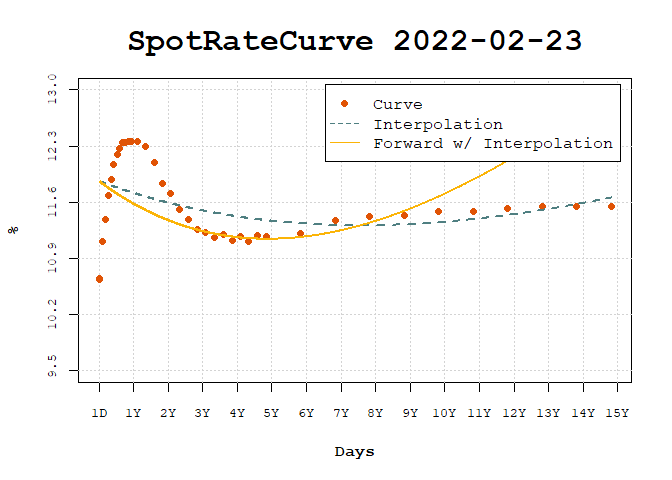 SpotRateCurve 2022-02-23
Curve
Interpolation
Forward w/ Interpolation
%
13.0
12.3
11.6
10.9
10.2
9.5
1D 1Y 2Y 3Y 4Y 5Y 7Y 8Y 9Y 10Y 11Y 12Y 13Y 14Y 15Y
Days